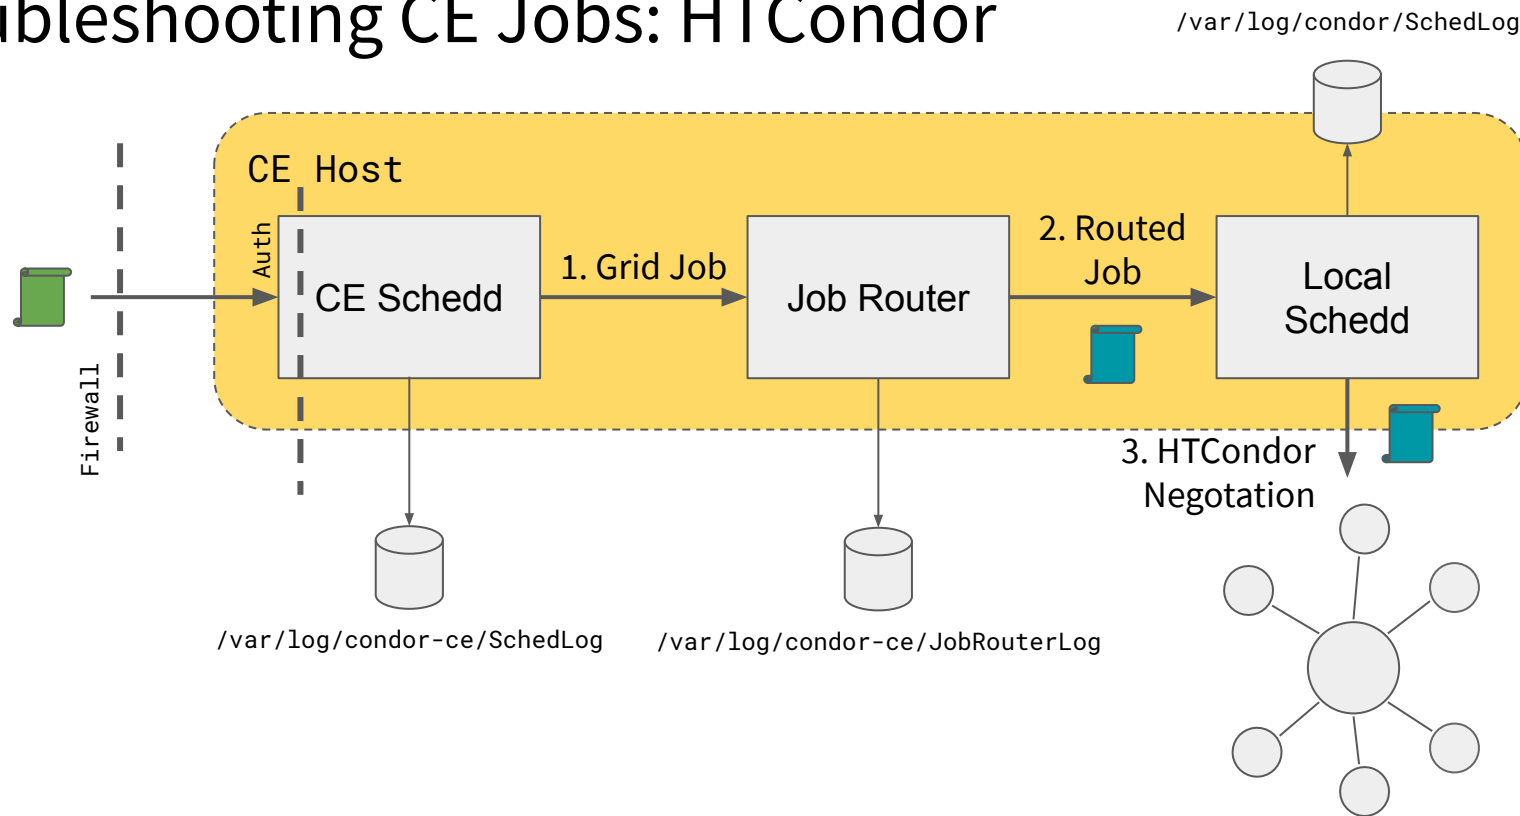 ubleshooting CE Jobs: HTCondor
/var/log/condor/SchedLog
CE Host
Auth
Firewall
CE Schedd
1. Grid Job
Job Router
2. Routed
Job
Local
Schedd
3. HTCondor
Negotation
/var/log/condor-ce/SchedLog
/var/log/condor-ce/JobRouterLog